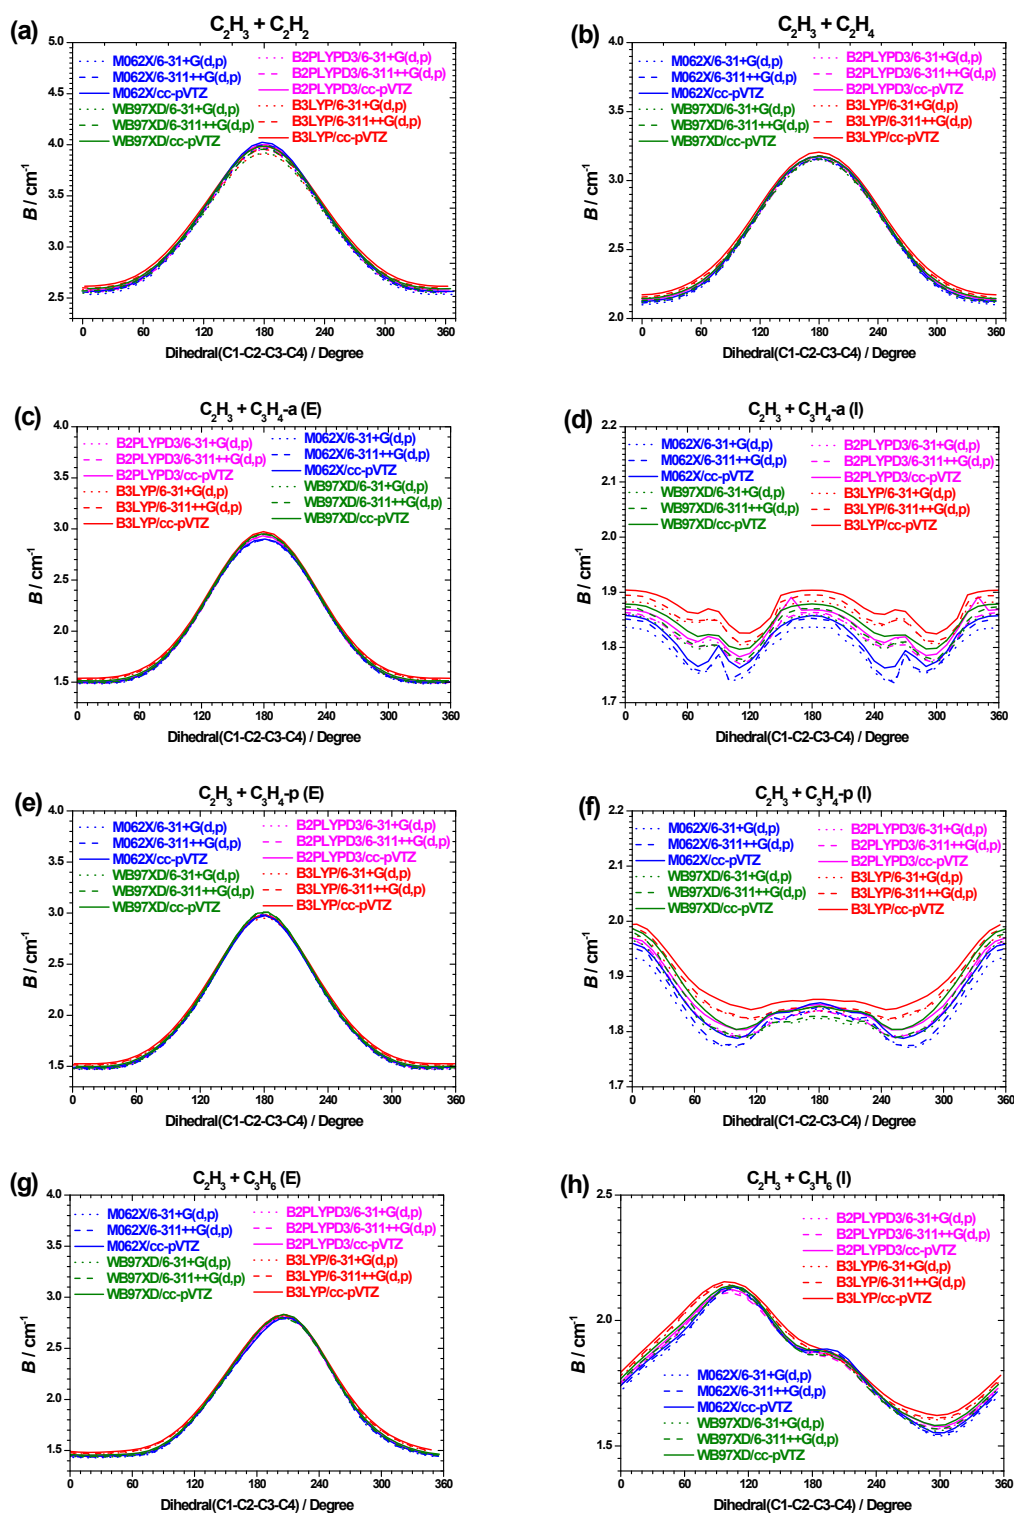 (a)
C₂H₃ + C₂H₂
5.0
4.5
4.0
3.5
3.0
2.5
B / cm⁻¹
M062X/6-31+G(d,p)
M062X/6-311++G(d,p)
M062X/cc-pVTZ
WB97XD/6-31+G(d,p)
WB97XD/6-311++G(d,p)
WB97XD/cc-pVTZ
B2PLYPD3/6-31+G(d,p)
B2PLYPD3/6-311++G(d,p)
B2PLYPD3/cc-pVTZ
B3LYP/6-31+G(d,p)
B3LYP/6-311++G(d,p)
B3LYP/cc-pVTZ
0 60 120 180 240 300 360
Dihedral(C1-C2-C3-C4) / Degree
(b)
C₂H₃ + C₂H₄
4.0
3.5
3.0
2.5
2.0
B / cm⁻¹
M062X/6-31+G(d,p)
M062X/6-311++G(d,p)
M062X/cc-pVTZ
WB97XD/6-31+G(d,p)
WB97XD/6-311++G(d,p)
WB97XD/cc-pVTZ
B2PLYPD3/6-31+G(d,p)
B2PLYPD3/6-311++G(d,p)
B2PLYPD3/cc-pVTZ
B3LYP/6-31+G(d,p)
B3LYP/6-311++G(d,p)
B3LYP/cc-pVTZ
0 60 120 180 240 300 360
Dihedral(C1-C2-C3-C4) / Degree
(c)
C₂H₃ + C₃H₄-a (E)
4.0
3.5
3.0
2.5
2.0
1.5
B / cm⁻¹
B2PLYPD3/6-31+G(d,p)
B2PLYPD3/6-311++G(d,p)
B2PLYPD3/cc-pVTZ
B3LYP/6-31+G(d,p)
B3LYP/6-311++G(d,p)
B3LYP/cc-pVTZ
M062X/6-31+G(d,p)
M062X/6-311++G(d,p)
M062X/cc-pVTZ
WB97XD/6-31+G(d,p)
WB97XD/6-311++G(d,p)
WB97XD/cc-pVTZ
0 60 120 180 240 300 360
Dihedral(C1-C2-C3-C4) / Degree
(d)
C₂H₃ + C₃H₄-a (I)
2.2
2.1
2.0
1.9
1.8
1.7
B / cm⁻¹
M062X/6-31+G(d,p)
M062X/6-311++G(d,p)
M062X/cc-pVTZ
WB97XD/6-31+G(d,p)
WB97XD/6-311++G(d,p)
WB97XD/cc-pVTZ
B2PLYPD3/6-31+G(d,p)
B2PLYPD3/6-311++G(d,p)
B2PLYPD3/cc-pVTZ
B3LYP/6-31+G(d,p)
B3LYP/6-311++G(d,p)
B3LYP/cc-pVTZ
0 60 120 180 240 300 360
Dihedral(C1-C2-C3-C4) / Degree
(e)
C₂H₃ + C₃H₄-p (E)
4.0
3.5
3.0
2.5
2.0
1.5
B / cm⁻¹
M062X/6-31+G(d,p)
M062X/6-311++G(d,p)
M062X/cc-pVTZ
WB97XD/6-31+G(d,p)
WB97XD/6-311++G(d,p)
WB97XD/cc-pVTZ
B2PLYPD3/6-31+G(d,p)
B2PLYPD3/6-311++G(d,p)
B2PLYPD3/cc-pVTZ
B3LYP/6-31+G(d,p)
B3LYP/6-311++G(d,p)
B3LYP/cc-pVTZ
0 60 120 180 240 300 360
Dihedral(C1-C2-C3-C4) / Degree
(f)
C₂H₃ + C₃H₄-p (I)
2.2
2.1
2.0
1.9
1.8
1.7
B / cm⁻¹
M062X/6-31+G(d,p)
M062X/6-311++G(d,p)
M062X/cc-pVTZ
WB97XD/6-31+G(d,p)
WB97XD/6-311++G(d,p)
WB97XD/cc-pVTZ
B2PLYPD3/6-31+G(d,p)
B2PLYPD3/6-311++G(d,p)
B2PLYPD3/cc-pVTZ
B3LYP/6-31+G(d,p)
B3LYP/6-311++G(d,p)
B3LYP/cc-pVTZ
0 60 120 180 240 300 360
Dihedral(C1-C2-C3-C4) / Degree
(g)
C₂H₃ + C₃H₆ (E)
4.0
3.5
3.0
2.5
2.0
1.5
B / cm⁻¹
M062X/6-31+G(d,p)
M062X/6-311++G(d,p)
M062X/cc-pVTZ
WB97XD/6-31+G(d,p)
WB97XD/6-311++G(d,p)
WB97XD/cc-pVTZ
B2PLYPD3/6-31+G(d,p)
B2PLYPD3/6-311++G(d,p)
B2PLYPD3/cc-pVTZ
B3LYP/6-31+G(d,p)
B3LYP/6-311++G(d,p)
B3LYP/cc-pVTZ
0 60 120 180 240 300 360
Dihedral(C1-C2-C3-C4) / Degree
(h)
C₂H₃ + C₃H₆ (I)
2.5
2.0
1.5
B / cm⁻¹
B2PLYPD3/6-31+G(d,p)
B2PLYPD3/6-311++G(d,p)
B2PLYPD3/cc-pVTZ
B3LYP/6-31+G(d,p)
B3LYP/6-311++G(d,p)
B3LYP/cc-pVTZ
M062X/6-31+G(d,p)
M062X/6-311++G(d,p)
M062X/cc-pVTZ
WB97XD/6-31+G(d,p)
WB97XD/6-311++G(d,p)
WB97XD/cc-pVTZ
0 60 120 180 240 300 360
Dihedral(C1-C2-C3-C4) / Degree